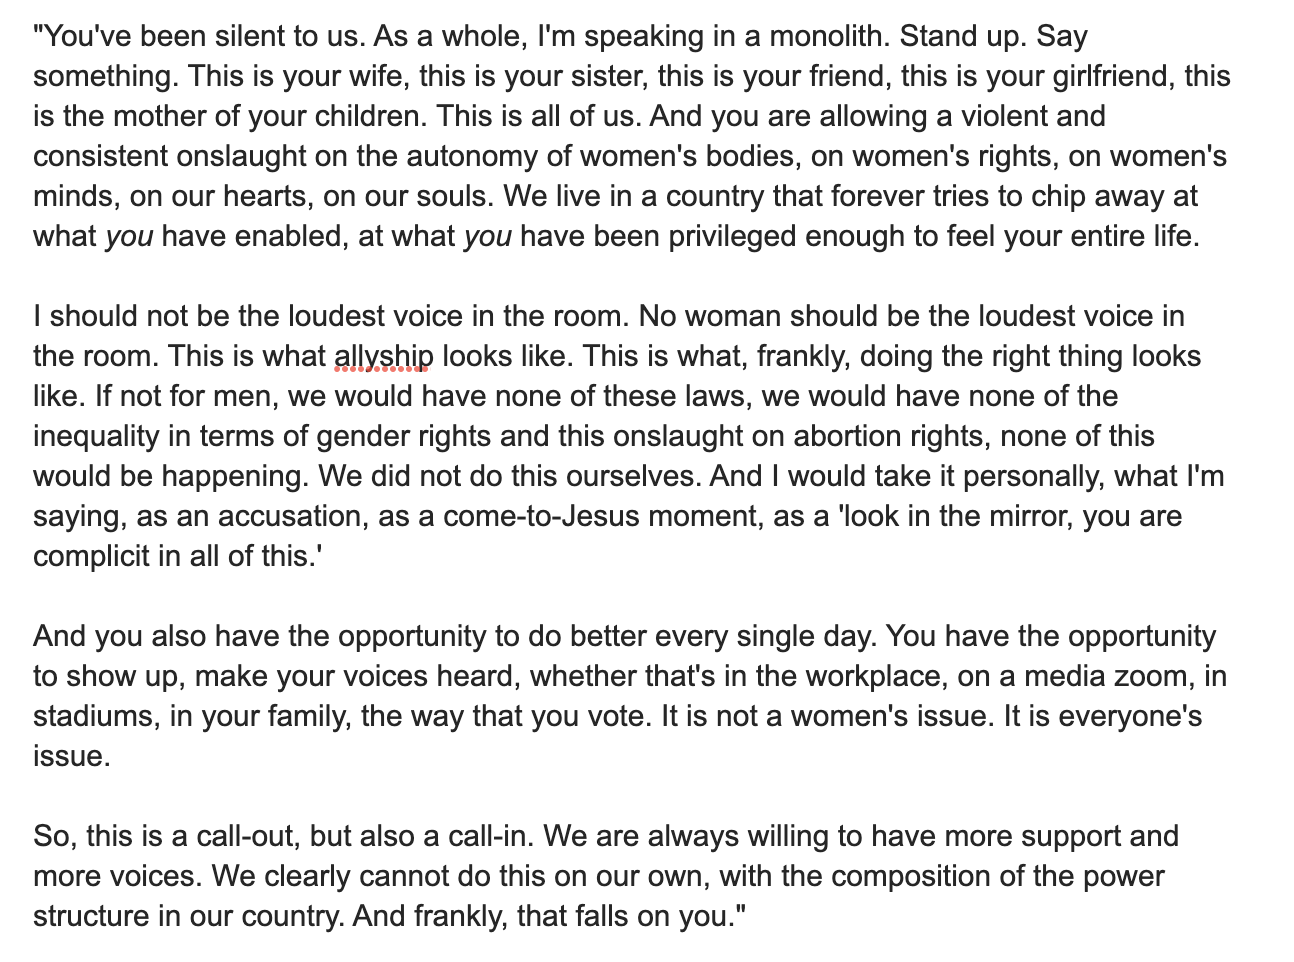 "You've been silent to us. As a whole, I'm speaking in a monolith. Stand up. Say
something. This is your wife, this is your sister, this is your friend, this is your girlfriend, this
is the mother of your children. This is all of us. And you are allowing a violent and
consistent onslaught on the autonomy of women's bodies, on women's rights, on women's
minds, on our hearts, on our souls. We live in a country that forever tries to chip away at
what you have enabled, at what you have been privileged enough to feel your entire life.
I should not be the loudest voice in the room. No woman should be the loudest voice in
the room. This is what allyship looks like. This is what, frankly, doing the right thing looks
like. If not for men, we would have none of these laws, we would have none of the
inequality in terms of gender rights and this onslaught on abortion rights, none of this
would be happening. We did not do this ourselves. And I would take it personally, what I'm
saying, as an accusation, as a come-to-Jesus moment, as a 'look in the mirror, you are
complicit in all of this.'
And you also have the opportunity to do better every single day. You have the opportunity
to show up, make your voices heard, whether that's in the workplace, on a media zoom, in
stadiums, in your family, the way that you vote. It is not a women's issue. It is everyone's
issue.
So, this is a call-out, but also a call-in. We are always willing to have more support and
more voices. We clearly cannot do this on our own, with the composition of the power
structure in our country. And frankly, that falls on you."